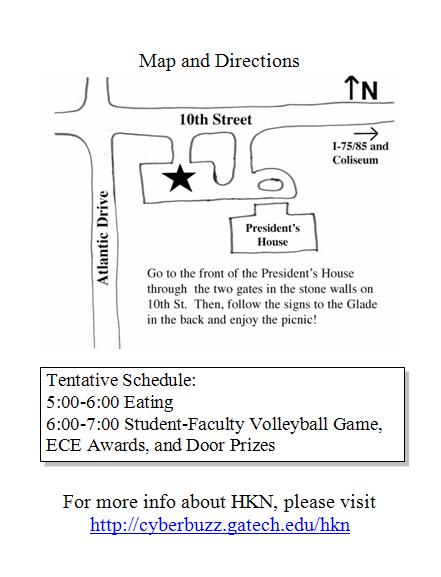 Map and Directions
N
10th Street
I-75/85 and
Coliseum
Atlantic Drive
President's
House
Go to the front of the President's House
through the two gates in the stone walls on
10th St. Then, follow the signs to the Glade
in the back and enjoy the picnic!
Tentative Schedule:
5:00-6:00 Eating
6:00-7:00 Student-Faculty Volleyball Game,
ECE Awards, and Door Prizes
For more info about HKN, please visit
http://cyberbuzz.gatech.edu/hkn